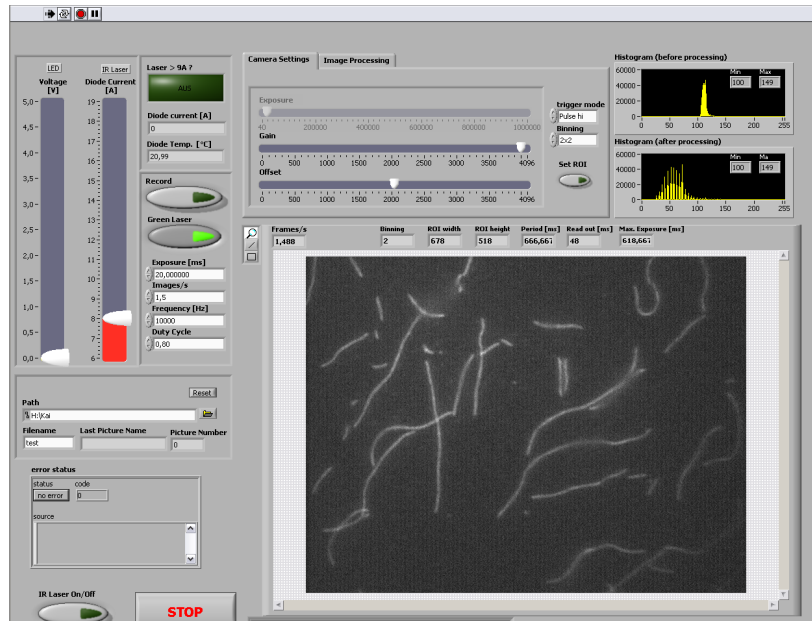 LED
IR Laser
Voltage
[V]
Diode Current
[A]
5,0
4,5
4,0
3,5
3,0
2,5
2,0
1,5
1,0
0,5
0,0
19
18
17
16
15
14
13
12
11
10
9
8
7
6
Laser > 9A ?
AUS
Diode current [A]
0
Diode Temp. [°C]
20,99
Record
Green Laser
Exposure [ms]
20,000000
Images/s
1,5
Frequency [Hz]
10000
Duty Cycle
0,80
Reset
Path
H:\Kai
Filename
Last Picture Name
Picture Number
test
0
error status
status
code
no error
0
source
IR Laser On/Off
STOP
Camera Settings
Image Processing
Exposure
40 200000 400000 600000 800000 1000000
Gain
0 500 1000 1500 2000 2500 3000 3500 4096
Offset
0 500 1000 1500 2000 2500 3000 3500 4096
trigger mode
Pulse hi
Binning
2x2
Set ROI
Histogram (before processing)
60000
40000
20000
0
0 50 100 150 200 255
Min Max
100 149
Histogram (after processing)
60000
40000
20000
0
0 50 100 150 200 255
Min Ma
100 149
Frames/s
1,488
Binning
2
ROI width
678
ROI height
518
Period [ms]
666,667
Read out [ms]
48
Max. Exposure [ms]
618,667